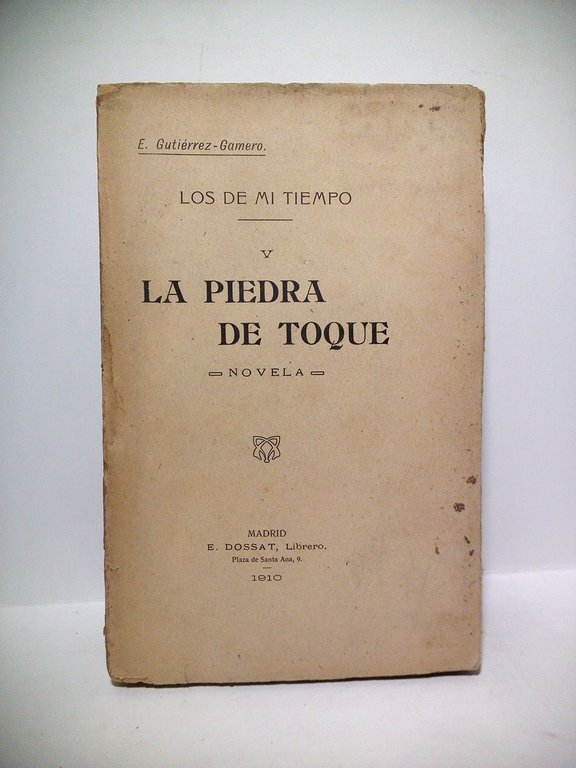 E. Gutiérrez-Gamero.
LOS DE MI TIEMPO
V
LA PIEDRA
DE TOQUE
NOVELA
MADRID
E. DOSSAT, Librero.
Plaza de Santa Ana, 9.
1910